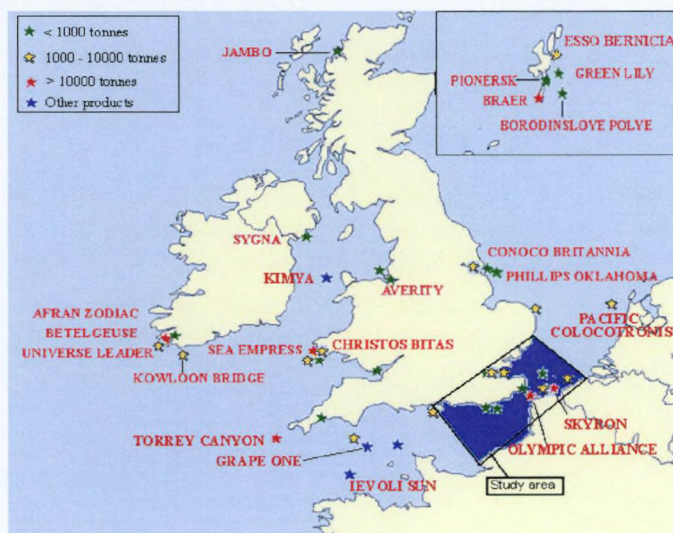 < 1000 tonnes
1000 - 10000 tonnes
> 10000 tonnes
Other products
JAMBO
ESSO BERNICIA
GREEN LILY
PIONERSK
BRAER
BORODINSLOVE POLYE
SYGNA
KIMYA
CONOCO BRITANNIA
PHILLIPS OKLAHOMA
AVERITY
AFRAN ZODIAC
BETELGEUSE
UNIVERSE LEADER
KOWLOON BRIDGE
SEA EMPRESS
CHRISTOS BITAS
PACIFIC
COLOCOTRONIS
TORREY CANYON
GRAPE ONE
IEVOLI SUN
SKYRON
OLYMPIC ALLIANCE
Study area